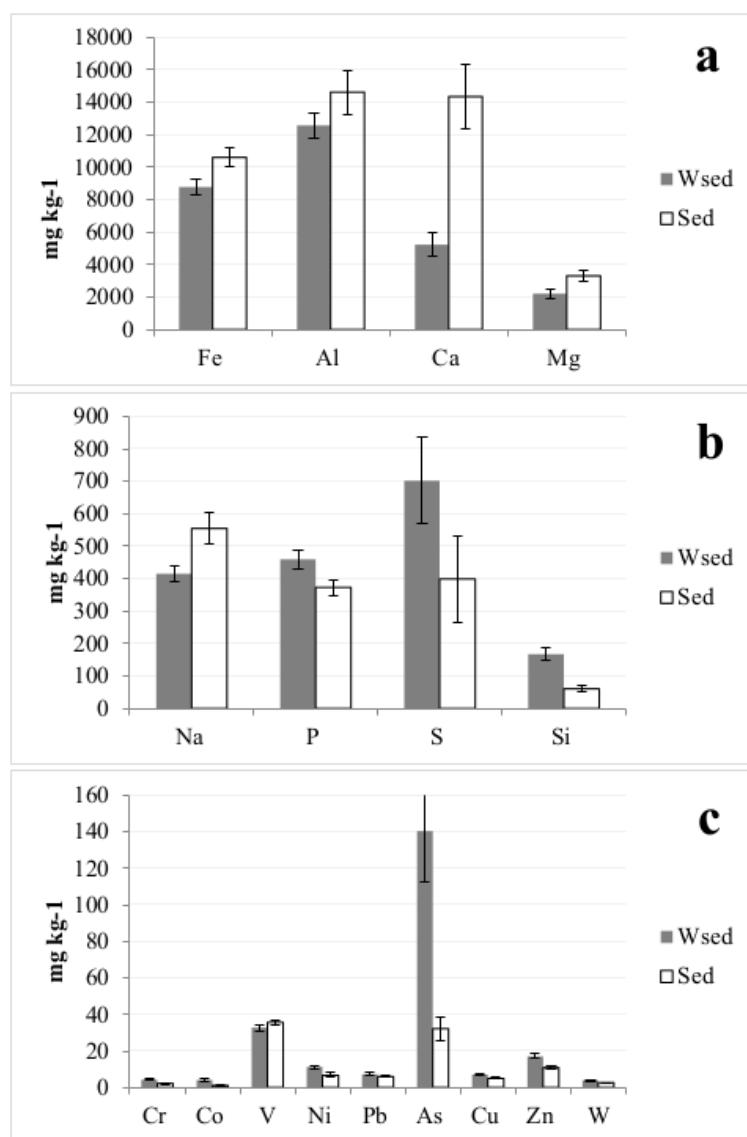 a
18000
16000
14000
12000
10000
8000
6000
4000
2000
0
mg kg-1
Wsed
Sed
Fe Al Ca Mg
b
900
800
700
600
500
400
300
200
100
0
mg kg-1
Wsed
Sed
Na P S Si
c
160
140
120
100
80
60
40
20
0
mg kg-1
Wsed
Sed
Cr Co V Ni Pb As Cu Zn W